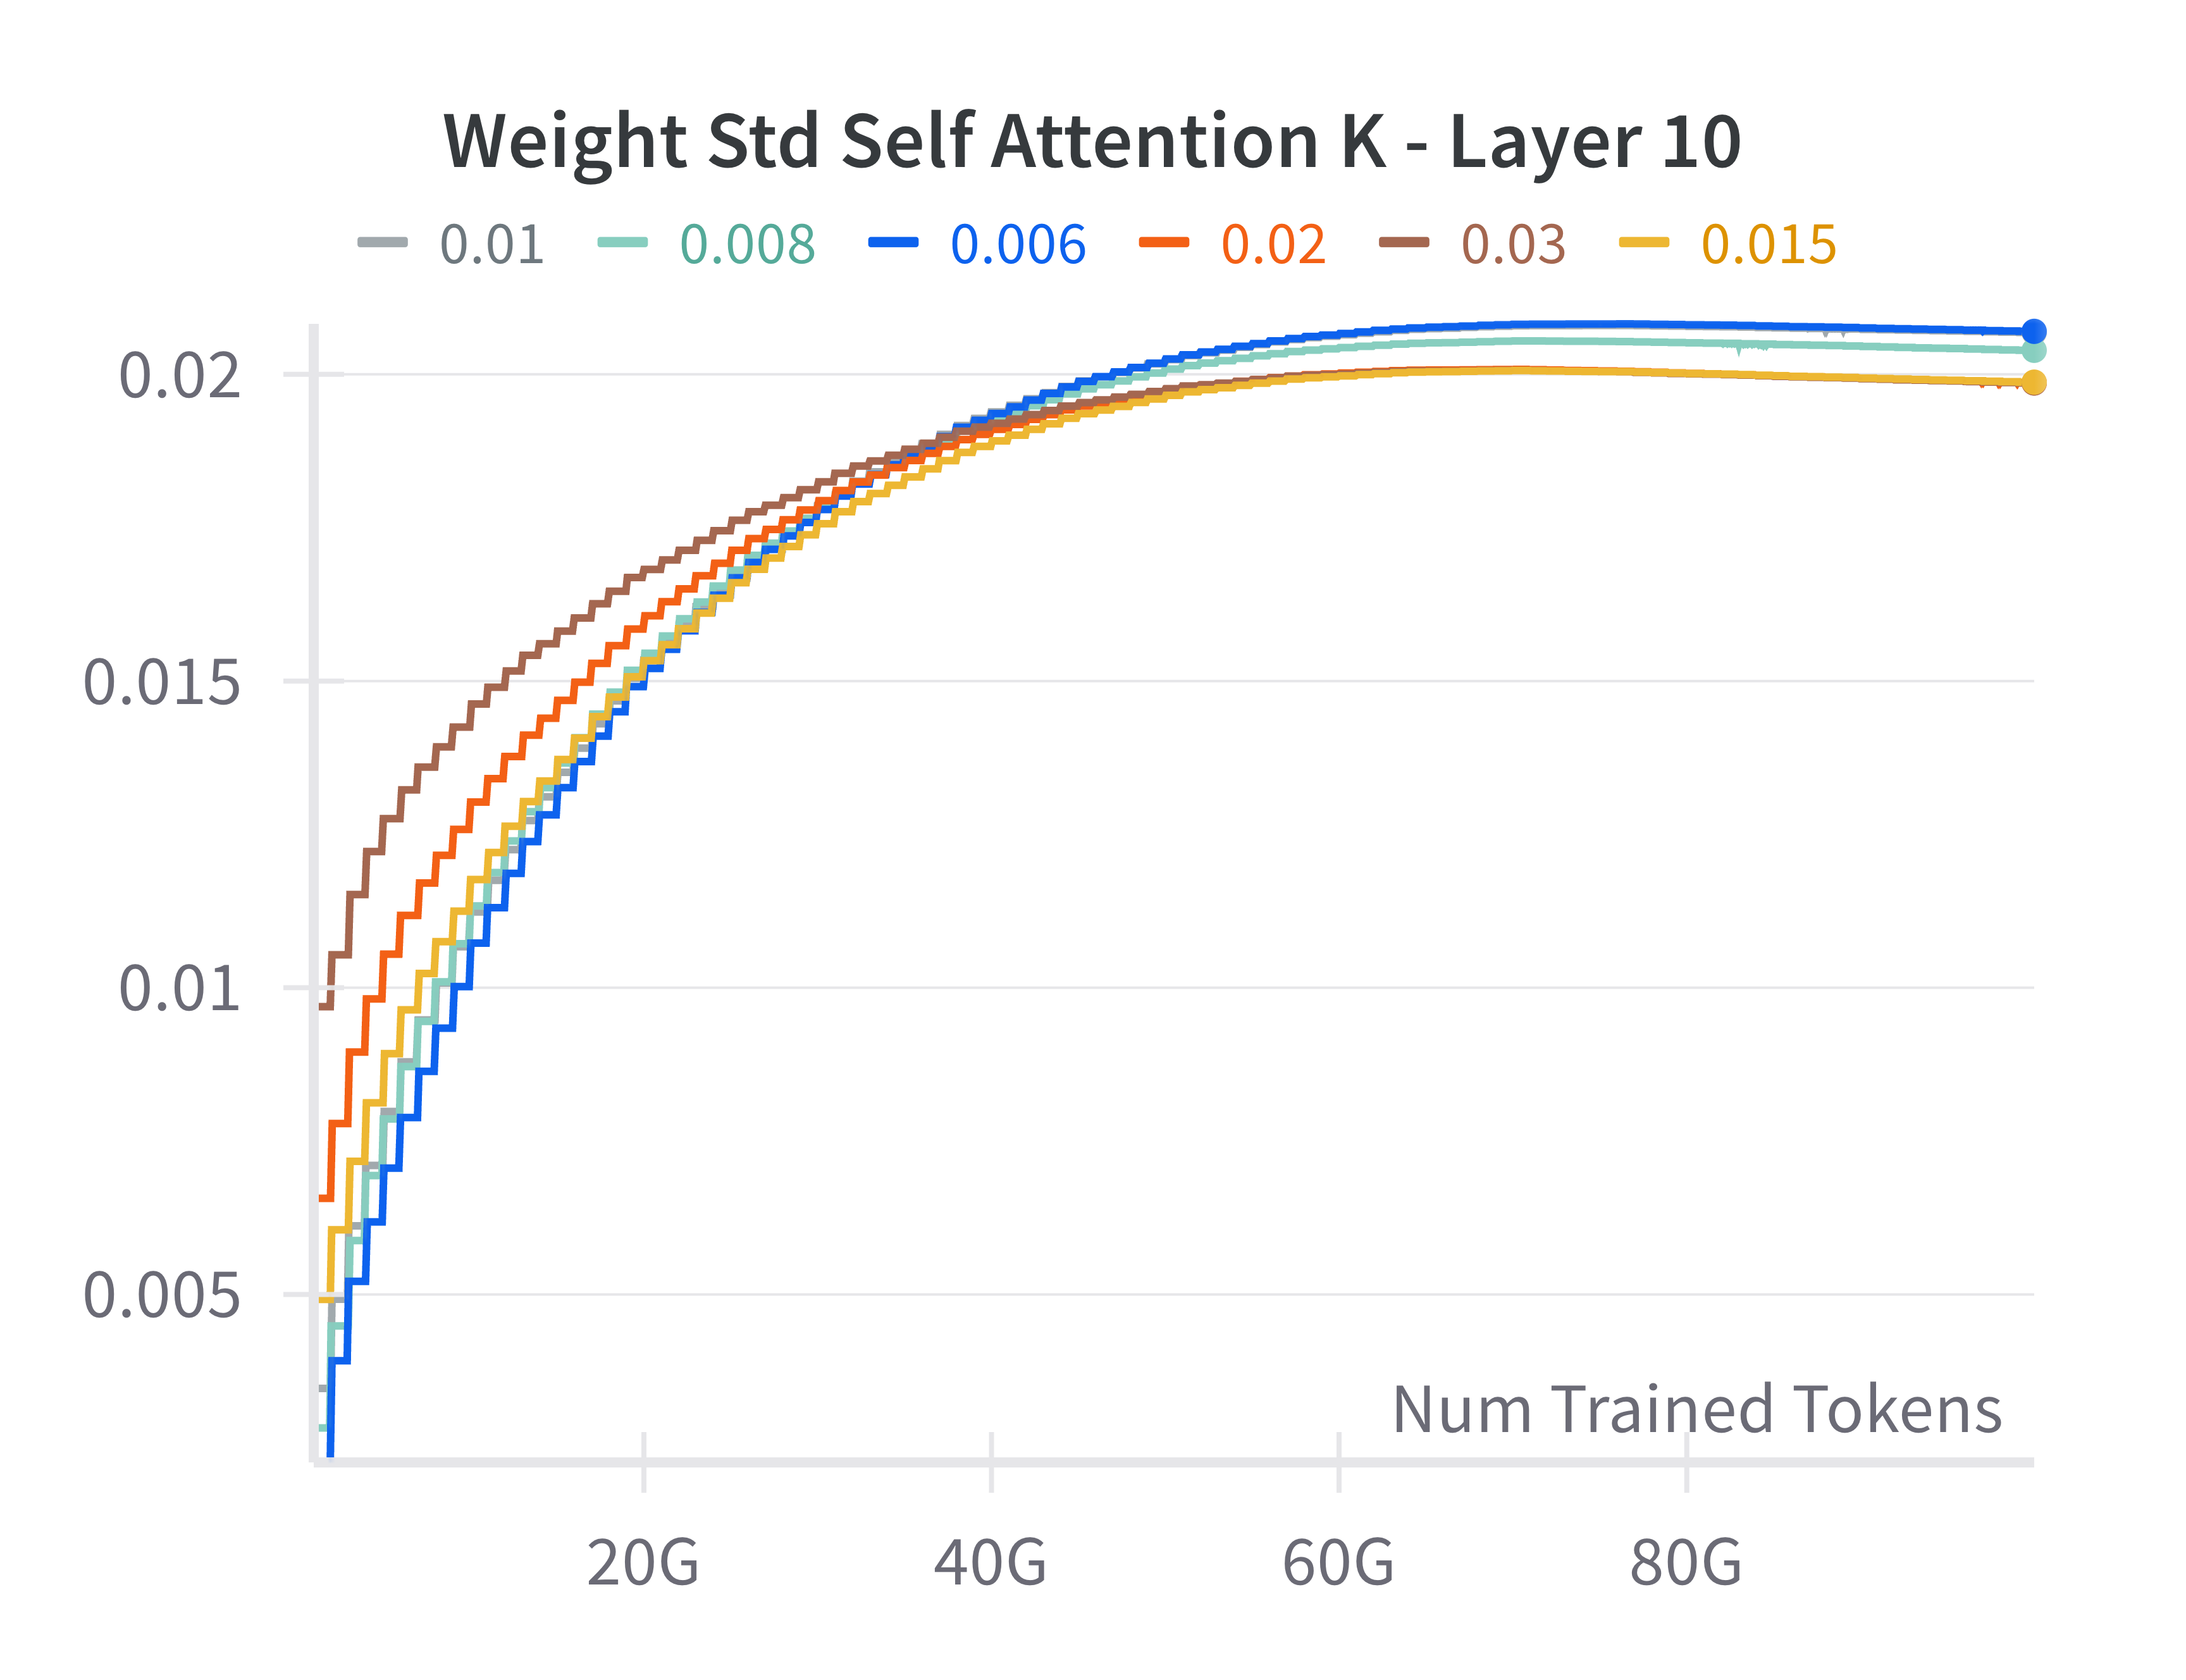 Weight Std Self Attention K - Layer 10
0.01 0.008 0.006 0.02 0.03 0.015
0.02
0.015
0.01
0.005
Num Trained Tokens
20G 40G 60G 80G